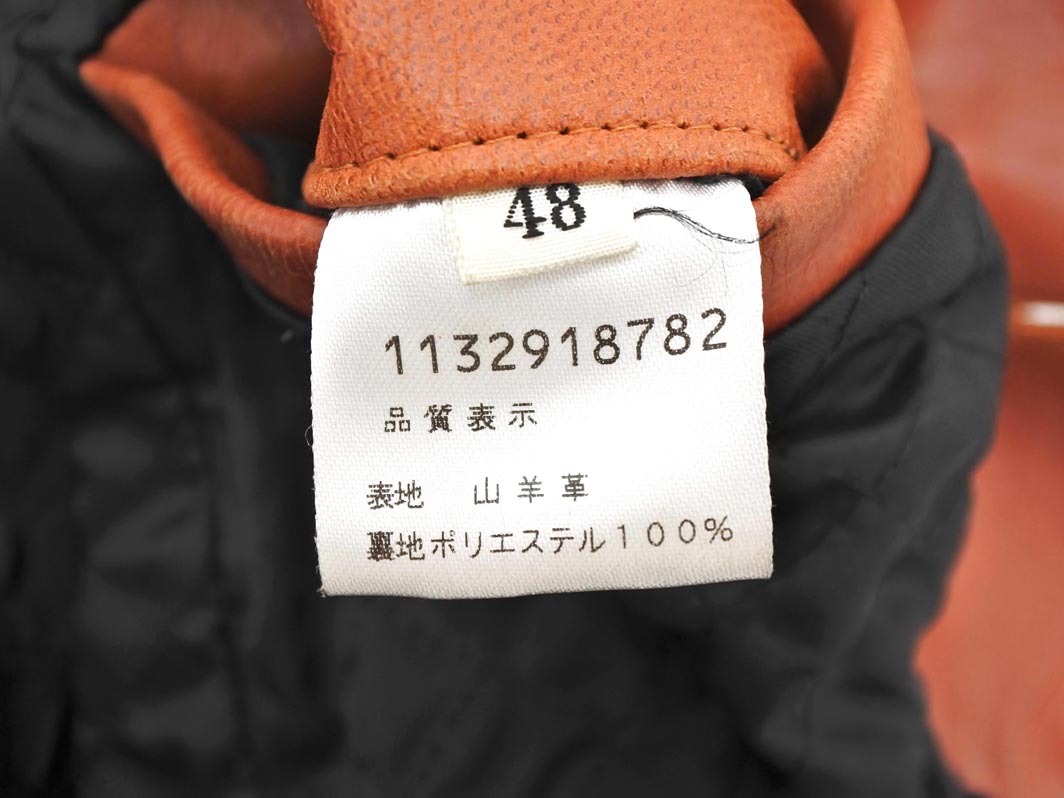 48
1132918782
品質表示
表地 山羊革
裏地ポリエステル100%